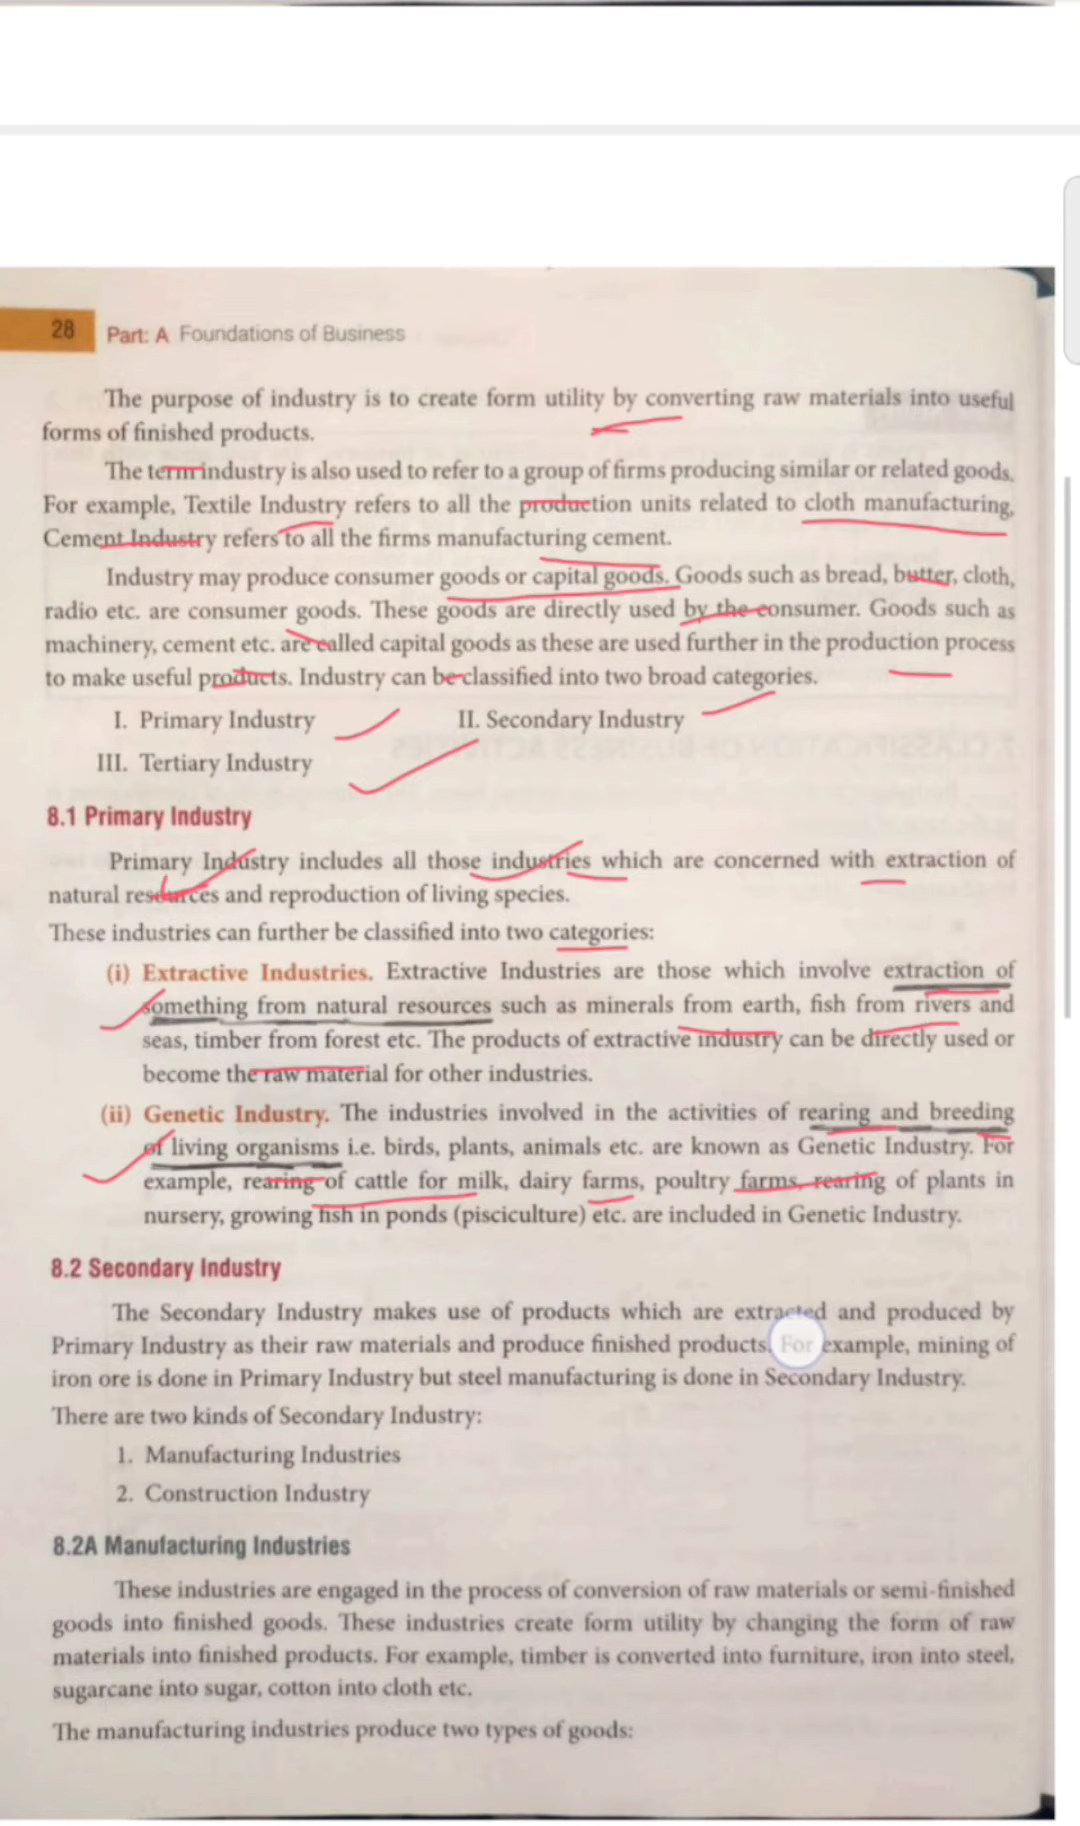 28 Part: A Foundations of Business
The purpose of industry is to create form utility by converting raw materials into useful
forms of finished products.
The term industry is also used to refer to a group of firms producing similar or related goods.
For example, Textile Industry refers to all the production units related to cloth manufacturing,
Cement Industry refers to all the firms manufacturing cement.
Industry may produce consumer goods or capital goods. Goods such as bread, butter, cloth,
radio etc. are consumer goods. These goods are directly used by the consumer. Goods such as
machinery, cement etc. are called capital goods as these are used further in the production process
to make useful products. Industry can be classified into two broad categories.
I. Primary Industry II. Secondary Industry
III. Tertiary Industry
8.1 Primary Industry
Primary Industry includes all those industries which are concerned with extraction of
natural resources and reproduction of living species.
These industries can further be classified into two categories:
(i) Extractive Industries. Extractive Industries are those which involve extraction of
something from natural resources such as minerals from earth, fish from rivers and
seas, timber from forest etc. The products of extractive industry can be directly used or
become the raw material for other industries.
(ii) Genetic Industry. The industries involved in the activities of rearing and breeding
of living organisms i.e. birds, plants, animals etc. are known as Genetic Industry. For
example, rearing of cattle for milk, dairy farms, poultry farms, rearing of plants in
nursery, growing fish in ponds (pisciculture) etc. are included in Genetic Industry.
8.2 Secondary Industry
The Secondary Industry makes use of products which are extracted and produced by
Primary Industry as their raw materials and produce finished products. For example, mining of
iron ore is done in Primary Industry but steel manufacturing is done in Secondary Industry.
There are two kinds of Secondary Industry:
1. Manufacturing Industries
2. Construction Industry
8.2A Manufacturing Industries
These industries are engaged in the process of conversion of raw materials or semi-finished
goods into finished goods. These industries create form utility by changing the form of raw
materials into finished products. For example, timber is converted into furniture, iron into steel,
sugarcane into sugar, cotton into cloth etc.
The manufacturing industries produce two types of goods: